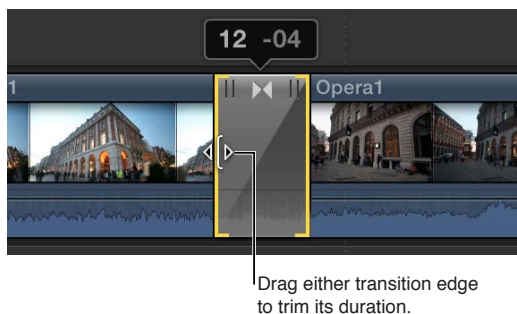 12 -04
1 Opera1
Drag either transition edge
to trim its duration.